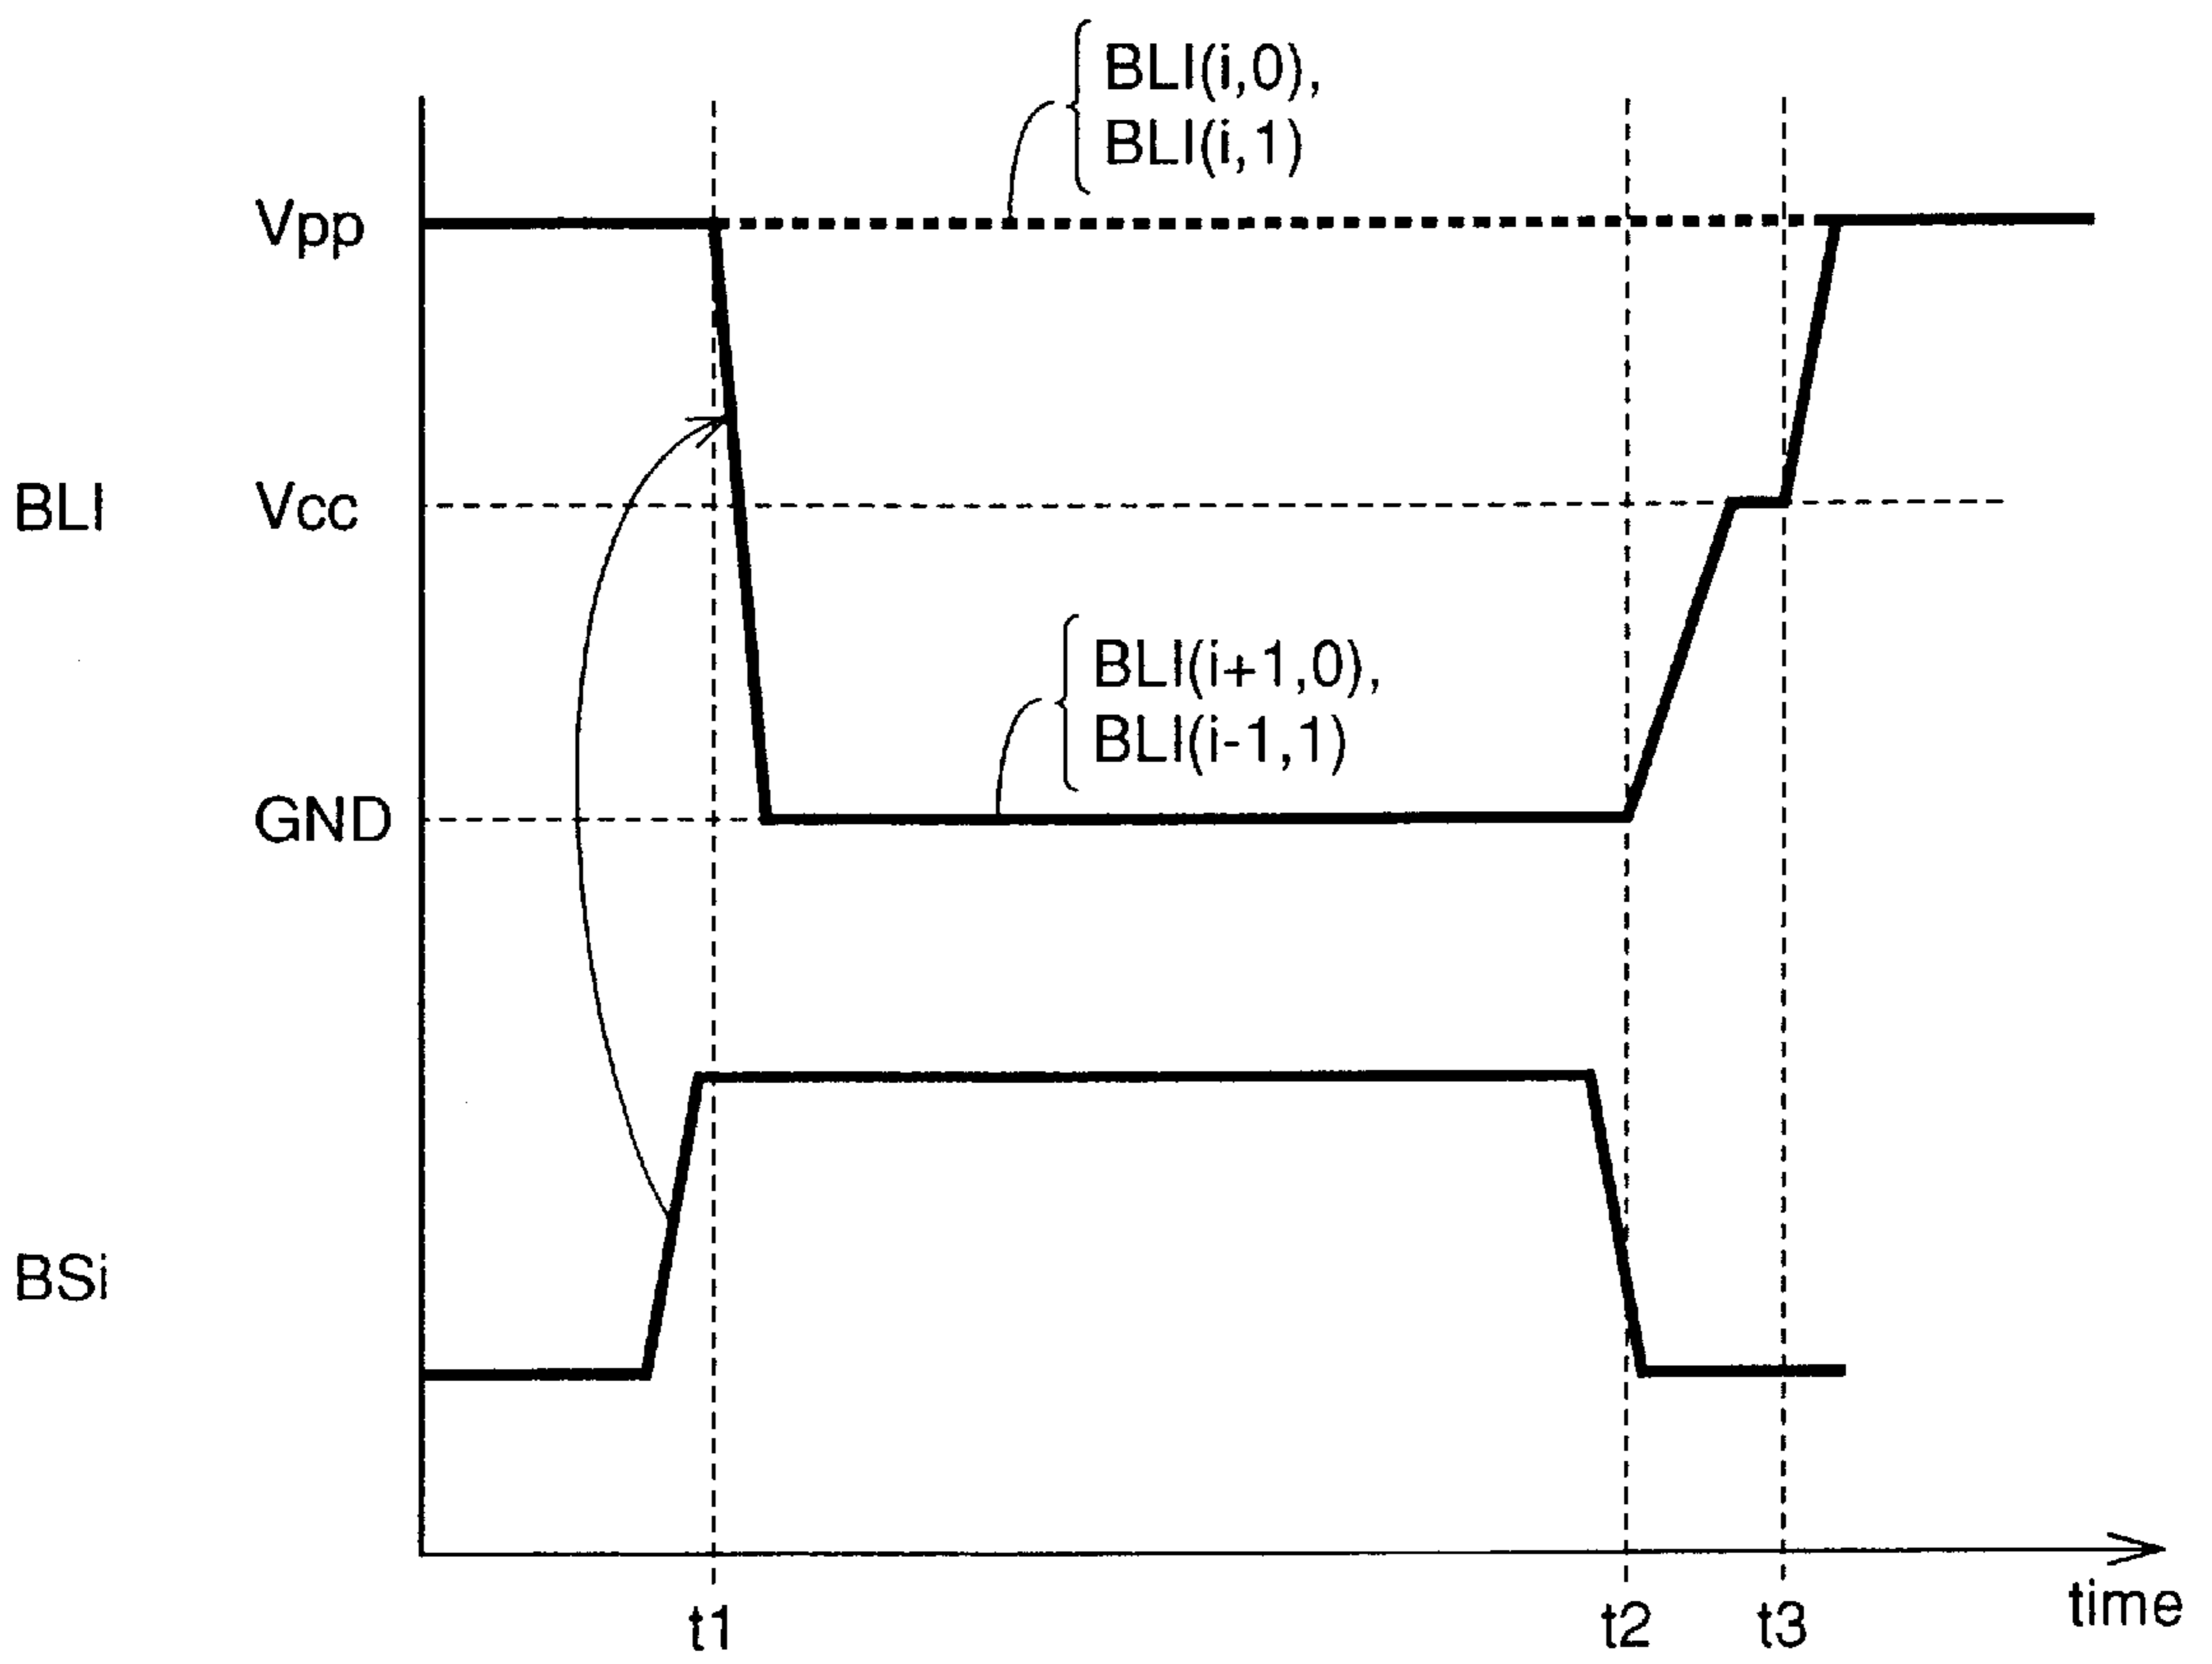 BLI(i,0),
BLI(i,1)
Vpp
BLI
Vcc
BLI(i+1,0),
BLI(i-1,1)
GND
BSi
time
t1
t2
t3